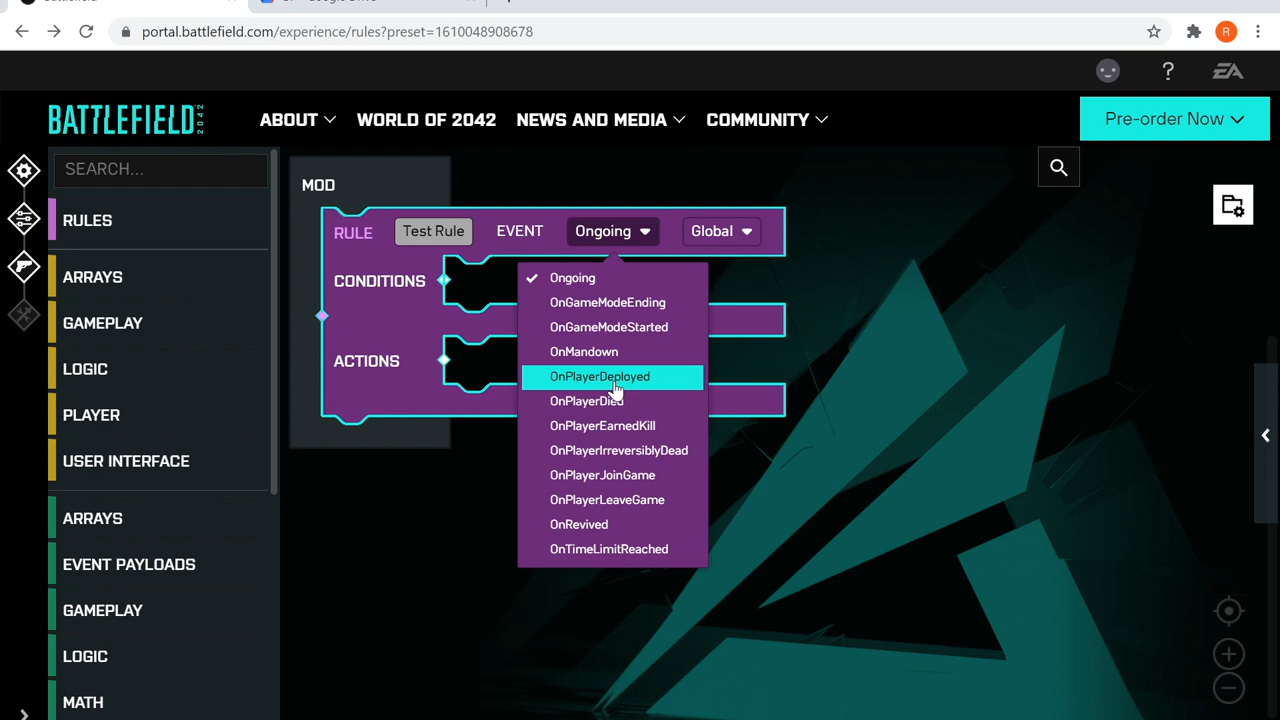 portal.battlefield.com/experience/rules?preset=1610048908678
R
EA
BATTLEFIELD 2042
ABOUT
WORLD OF 2042
NEWS AND MEDIA
COMMUNITY
Pre-order Now
SEARCH...
RULES
ARRAYS
GAMEPLAY
LOGIC
PLAYER
USER INTERFACE
ARRAYS
EVENT PAYLOADS
GAMEPLAY
LOGIC
MATH
MOD
RULE Test Rule EVENT Ongoing Global
CONDITIONS
ACTIONS
Ongoing
OnGameModeEnding
OnGameModeStarted
OnMandown
OnPlayerDeployed
OnPlayerDied
OnPlayerEarnedKill
OnPlayerIrreversiblyDead
OnPlayerJoinGame
OnPlayerLeaveGame
OnRevived
OnTimeLimitReached